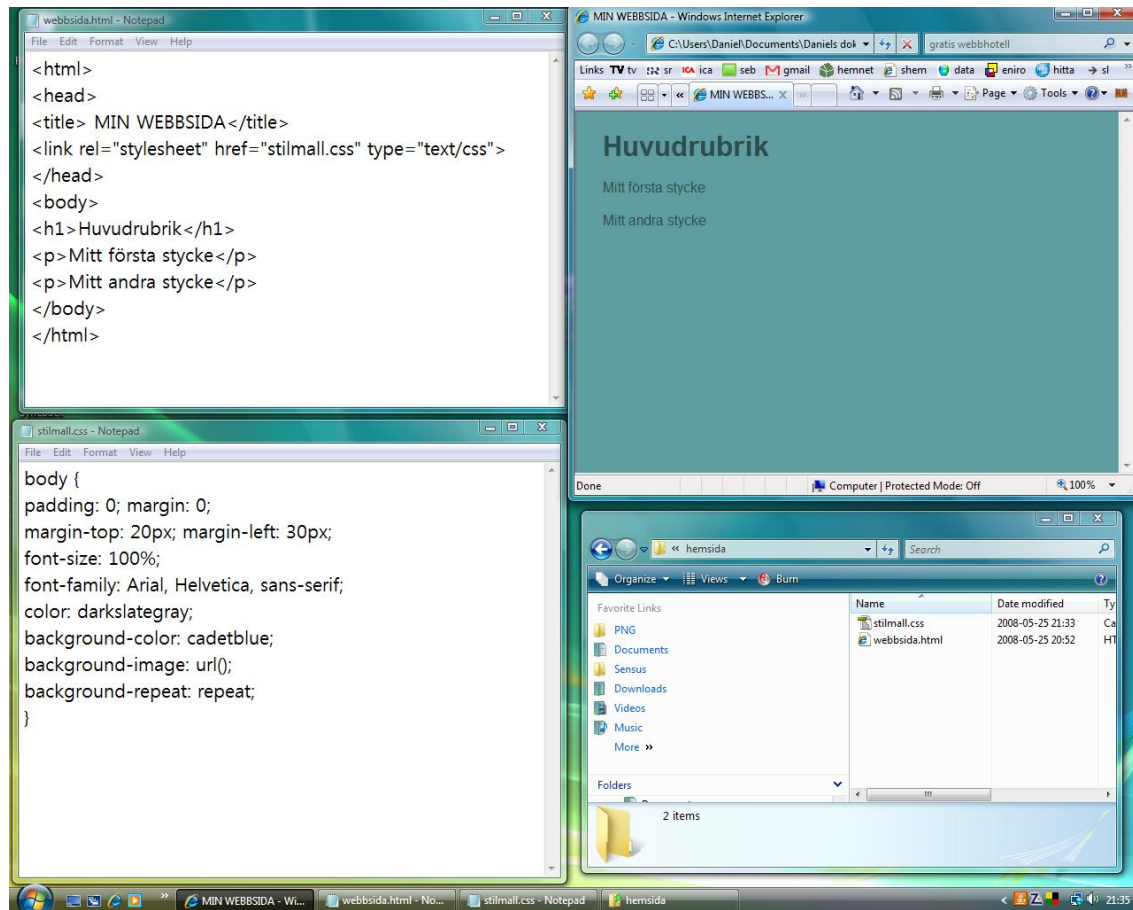 webbsida.html - Notepad
File Edit Format View Help
<html>
<head>
<title> MIN WEBBSIDA</title>
<link rel="stylesheet" href="stilmall.css" type="text/css">
</head>
<body>
<h1>Huvudrubrik</h1>
<p>Mitt första stycke</p>
<p>Mitt andra stycke</p>
</body>
</html>
MIN WEBBSIDA - Windows Internet Explorer
C:\Users\Daniel\Documents\Daniels dok
gratis webbhotell
Links TV tv sr ICA ica seb gmail hemnet shem data eniro hitta sl
MIN WEBBS... Page Tools
Huvudrubrik
Mitt första stycke
Mitt andra stycke
Done Computer | Protected Mode: Off 100%
stilmall.css - Notepad
File Edit Format View Help
body {
padding: 0; margin: 0;
margin-top: 20px; margin-left: 30px;
font-size: 100%;
font-family: Arial, Helvetica, sans-serif;
color: darkslategray;
background-color: cadetblue;
background-image: url();
background-repeat: repeat;
}
« hemsida Search
Organize Views Burn
Favorite Links
PNG
Documents
Sensus
Downloads
Videos
Music
More »
Folders
Name Date modified Ty
stilmall.css 2008-05-25 21:33 Ca
webbsida.html 2008-05-25 20:52 HT
2 items
MIN WEBBSIDA - Wi... webbsida.html - No... stilmall.css - Notepad hemsida 21:35